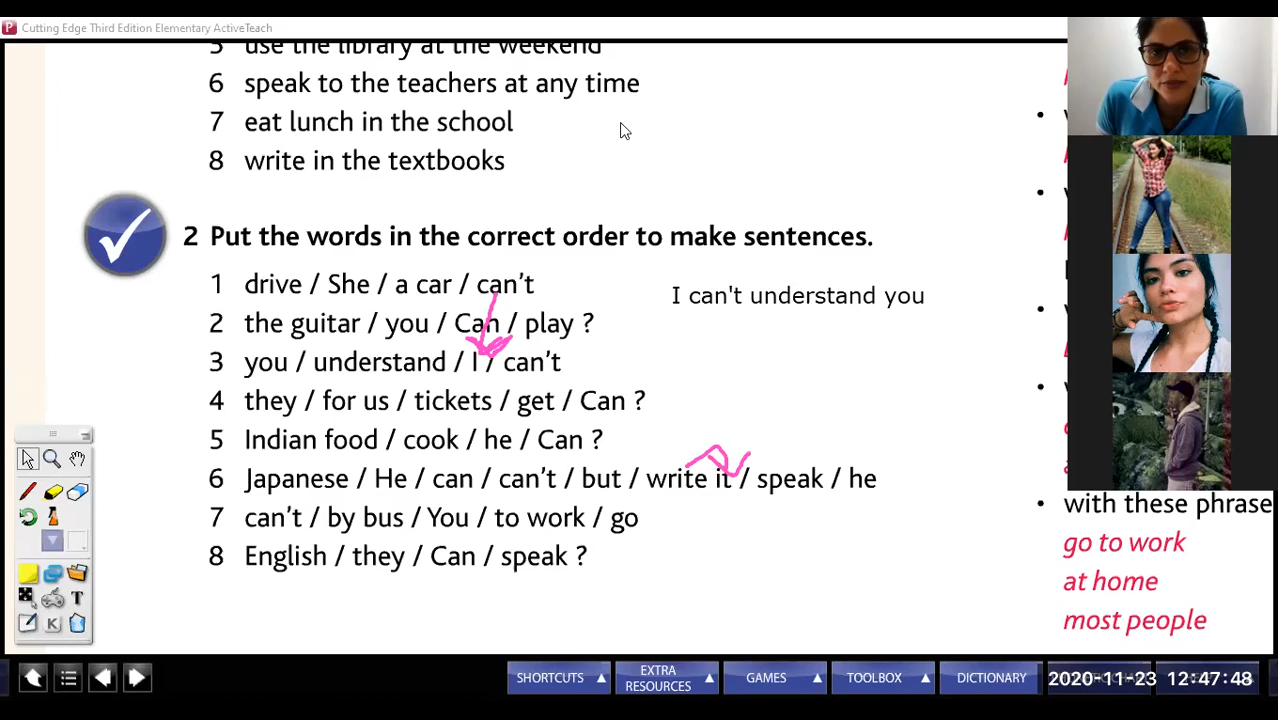 Cutting Edge Third Edition Elementary ActiveTeach
5 use the library at the weekend
6 speak to the teachers at any time
7 eat lunch in the school
8 write in the textbooks
2 Put the words in the correct order to make sentences.
1 drive / She / a car / can't
I can't understand you
2 the guitar / you / Can / play ?
3 you / understand / I / can't
4 they / for us / tickets / get / Can ?
5 Indian food / cook / he / Can ?
6 Japanese / He / can / can't / but / write it / speak / he
7 can't / by bus / You / to work / go
8 English / they / Can / speak ?
with these phrase
go to work
at home
most people
SHORTCUTS
EXTRA
RESOURCES
GAMES
TOOLBOX
DICTIONARY
2020-11-23 12:47:48
T
K